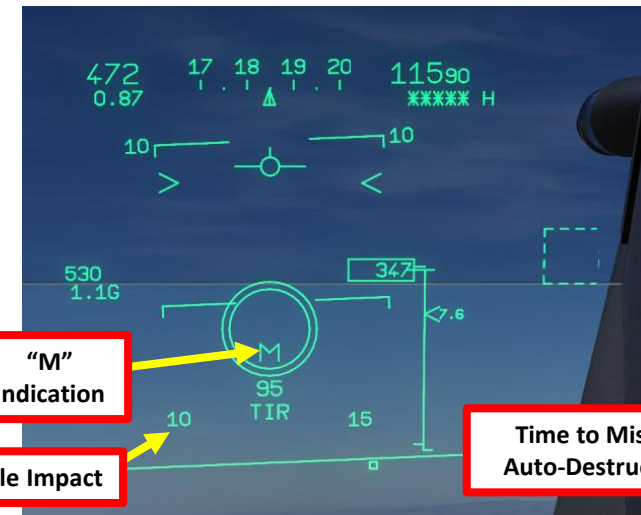 472
0.87
17 18 19 20
11590
***** H
10
10
530
1.1G
347
7.6
M
95
TIR
10
15
"M"
ndication
le Impact
Time to Mis
Auto-Destruc